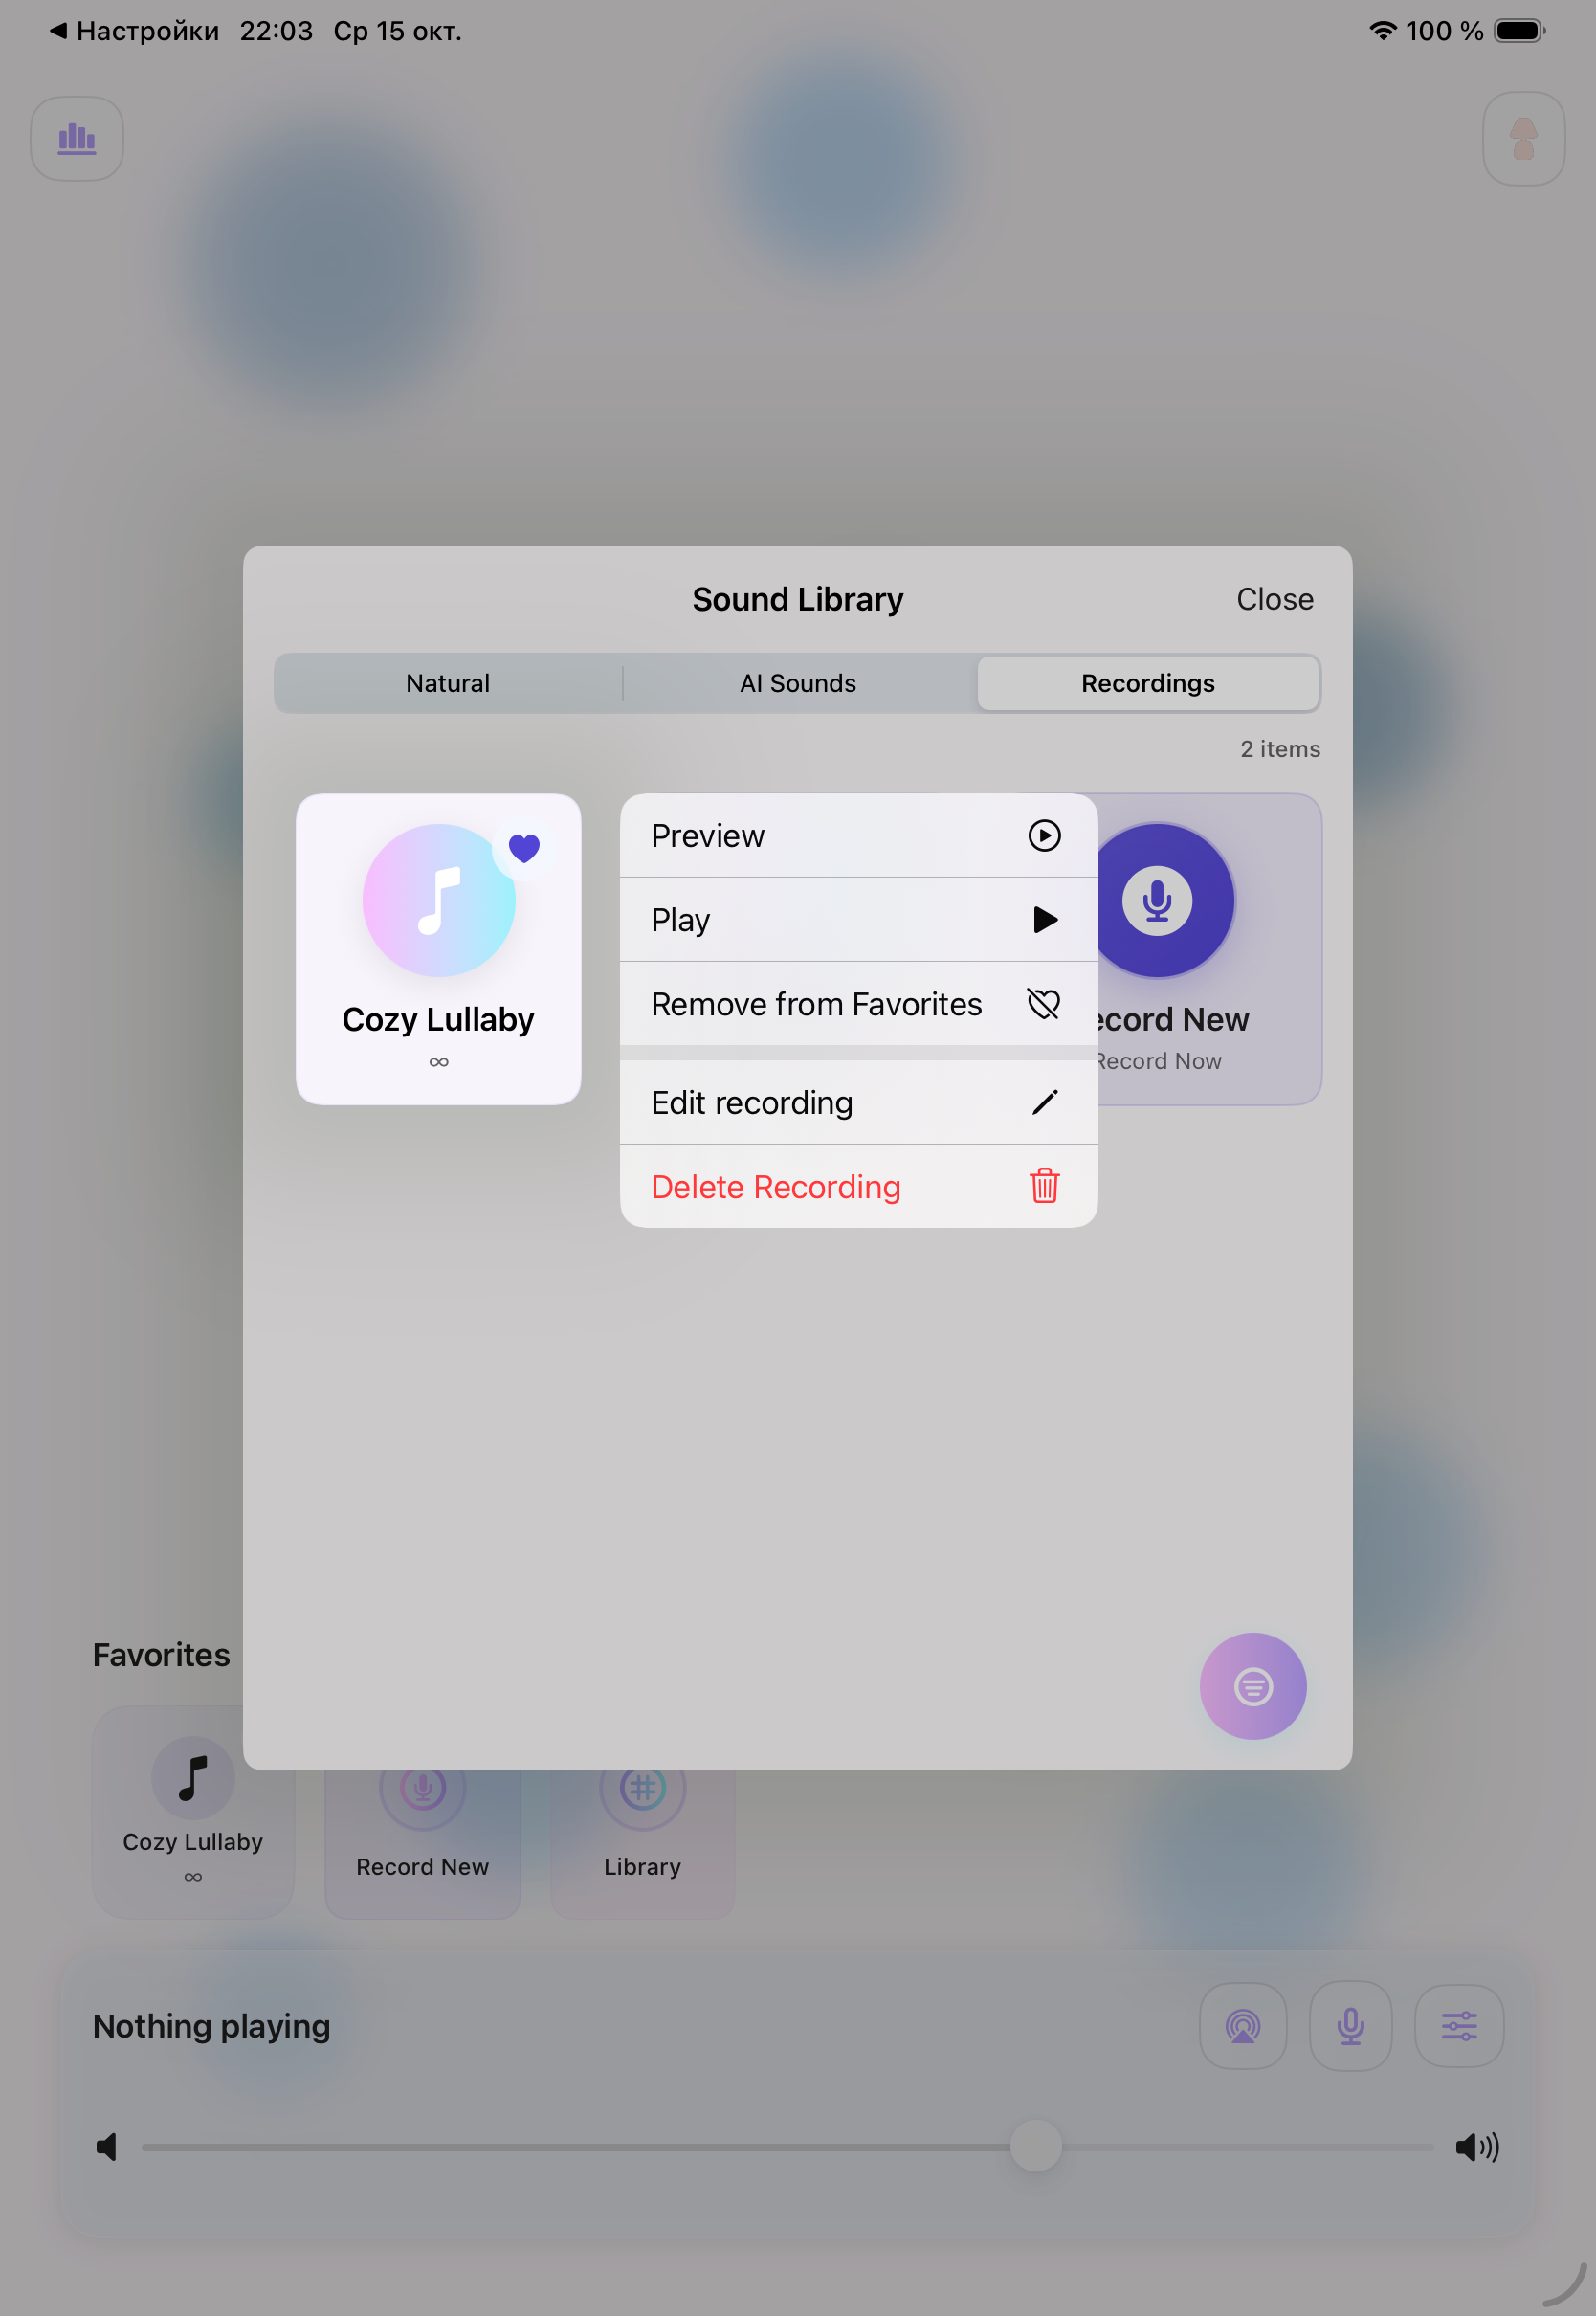 Настройки 22:03 Ср 15 окт. 100 %
Sound Library
Close
Natural
AI Sounds
Recordings
2 items
Cozy Lullaby
∞
Preview
Play
Remove from Favorites
Edit recording
Delete Recording
ecord New
Record Now
Favorites
Cozy Lullaby
∞
Record New
Library
Nothing playing